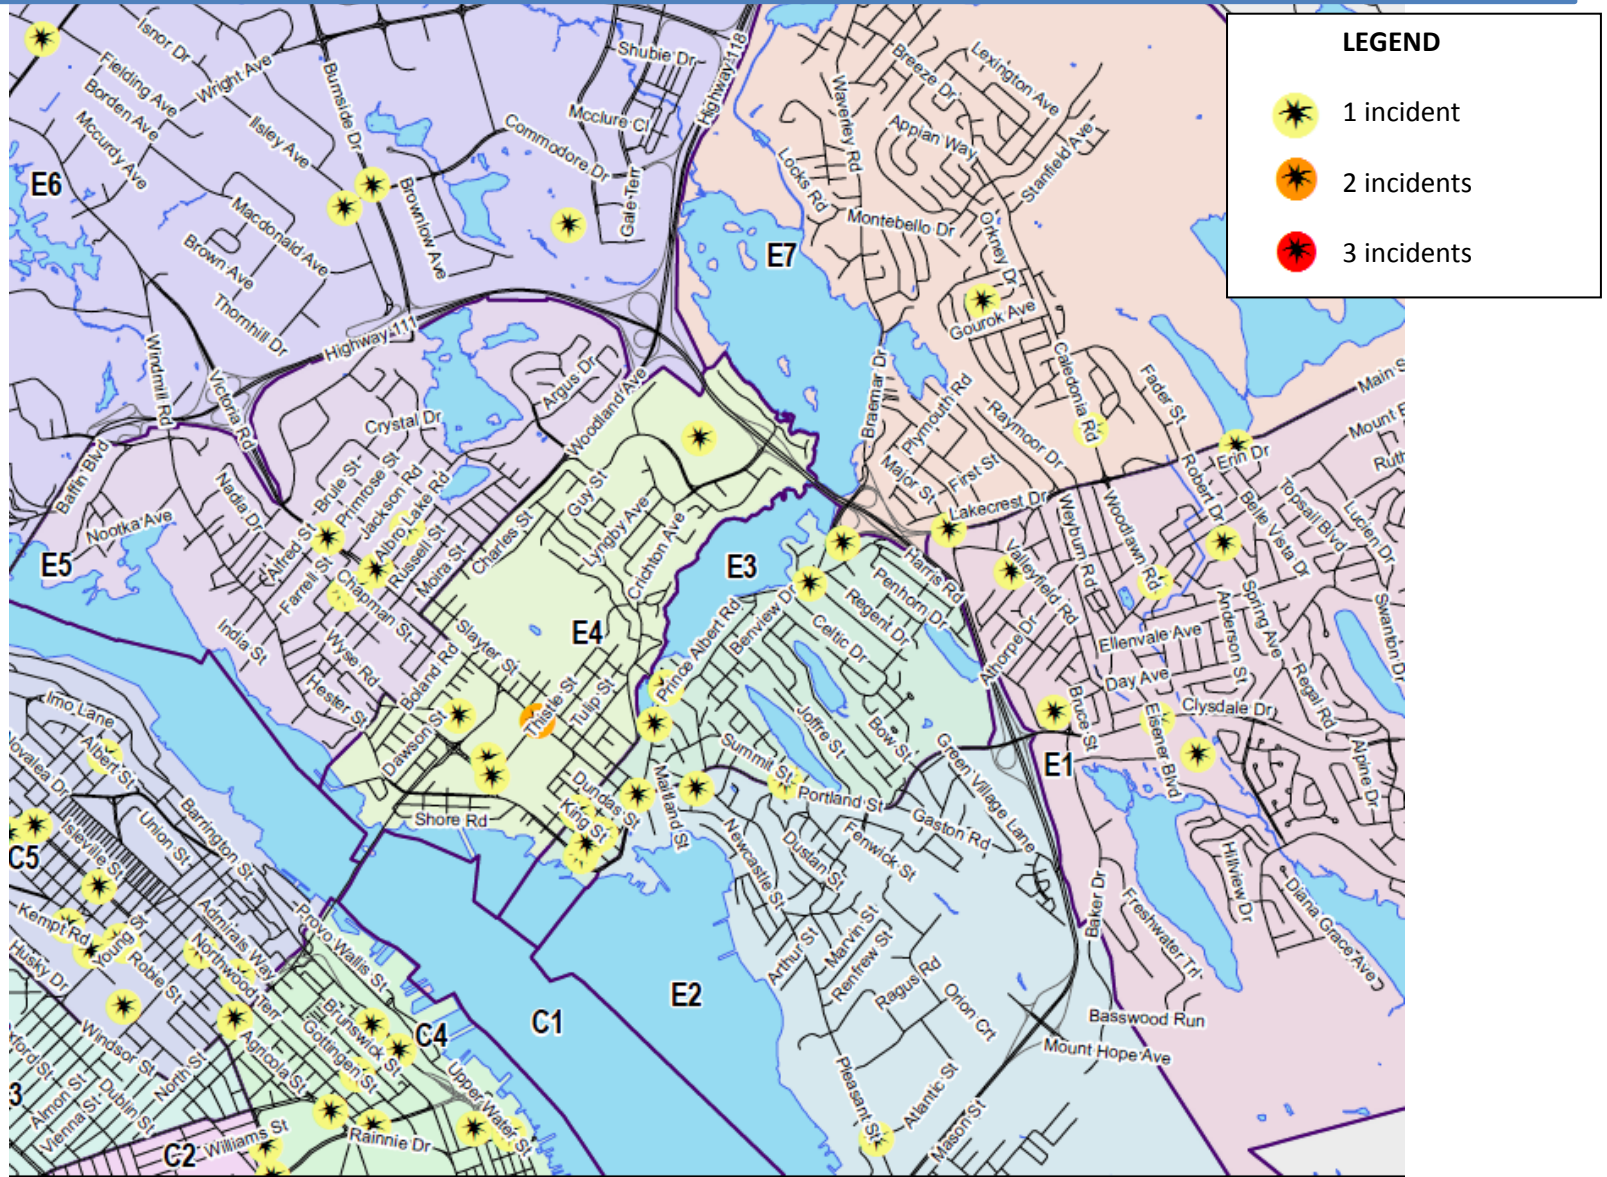 LEGEND
1 incident
2 incidents
3 incidents
Isnor Dr
Fielding Ave
Wright Ave
Borden Ave
Mccurdy Ave
Ilsley Ave
Burnside Dr
Shubie Dr
Highway 118
Mcclure Cl
Commodore Dr
Gale Terr
Brownlow Ave
Macdonald Ave
Brown Ave
Thornhill Dr
E6
Highway 111
Windmill Rd
Victoria Rd
Baffin Blvd
Breeze Dr
Lexington Ave
Waverley Rd
Appian Way
Stanfield Ave
Locks Rd
Montebello Dr
Orkney Dr
E7
Gourok Ave
Caledonia Rd
Fader St
Braemar Dr
Plymouth Rd
Raymoor Dr
Major St
First St
Lakecrest Dr
Main S
Mount E
Ruth
Erin Dr
Robert Dr
Topsail Blvd
Belle Vista Dr
Lucien Dr
Argus Dr
Woodland Ave
Crystal Dr
Brule St
Primrose St
Jackson Rd
Albro Lake Rd
Nadia Dr
Nootka Ave
Alfred St
Farrell St
Russell St
Moira St
Chapman St
Charles St
Guy St
Lyngby Ave
Crichton Ave
E5
E3
E4
India St
Wyse Rd
Hester St
Boland Rd
Slayter St
Dawson St
Thistle St
Tulip St
Shore Rd
Dundas St
King St
Maitland St
Prince Albert Rd
Benview Dr
Celtic Dr
Regent Dr
Penhorn Dr
Harris Rd
Valleyfield Rd
Weyburn Rd
Woodlawn Rd
Athorpe Dr
Ellenvale Ave
Anderson St
Spring Ave
Swanton Dr
Day Ave
Clysdale Dr
Regal Rd
Bruce St
Eisener Blvd
Alpine Dr
E1
Joffre St
Bow St
Summit St
Portland St
Green Village Lane
Gaston Rd
Fenwick St
Dustan St
Newcastle St
Hillview Dr
Diana Grace Ave
Freshwater Trl
Baker Dr
Arthur St
Marvin St
Renfrew St
Ragus Rd
Orion Crt
Basswood Run
Mount Hope Ave
E2
C1
Pleasant St
Atlantic St
Mason St
Imo Lane
Albert St
Novalea Dr
Isleville St
Union St
Barrington St
C5
Kempt Rd
Young St
Robie St
Husky Dr
Admirals Way
Northwood Terr
Provo Wallis St
Windsor St
North St
Brunswick St
Gottingen St
Agricola St
C4
Upper Water St
xford St
Almon St
Vienna St
Dublin St
3
C2
Williams St
Rainnie Dr